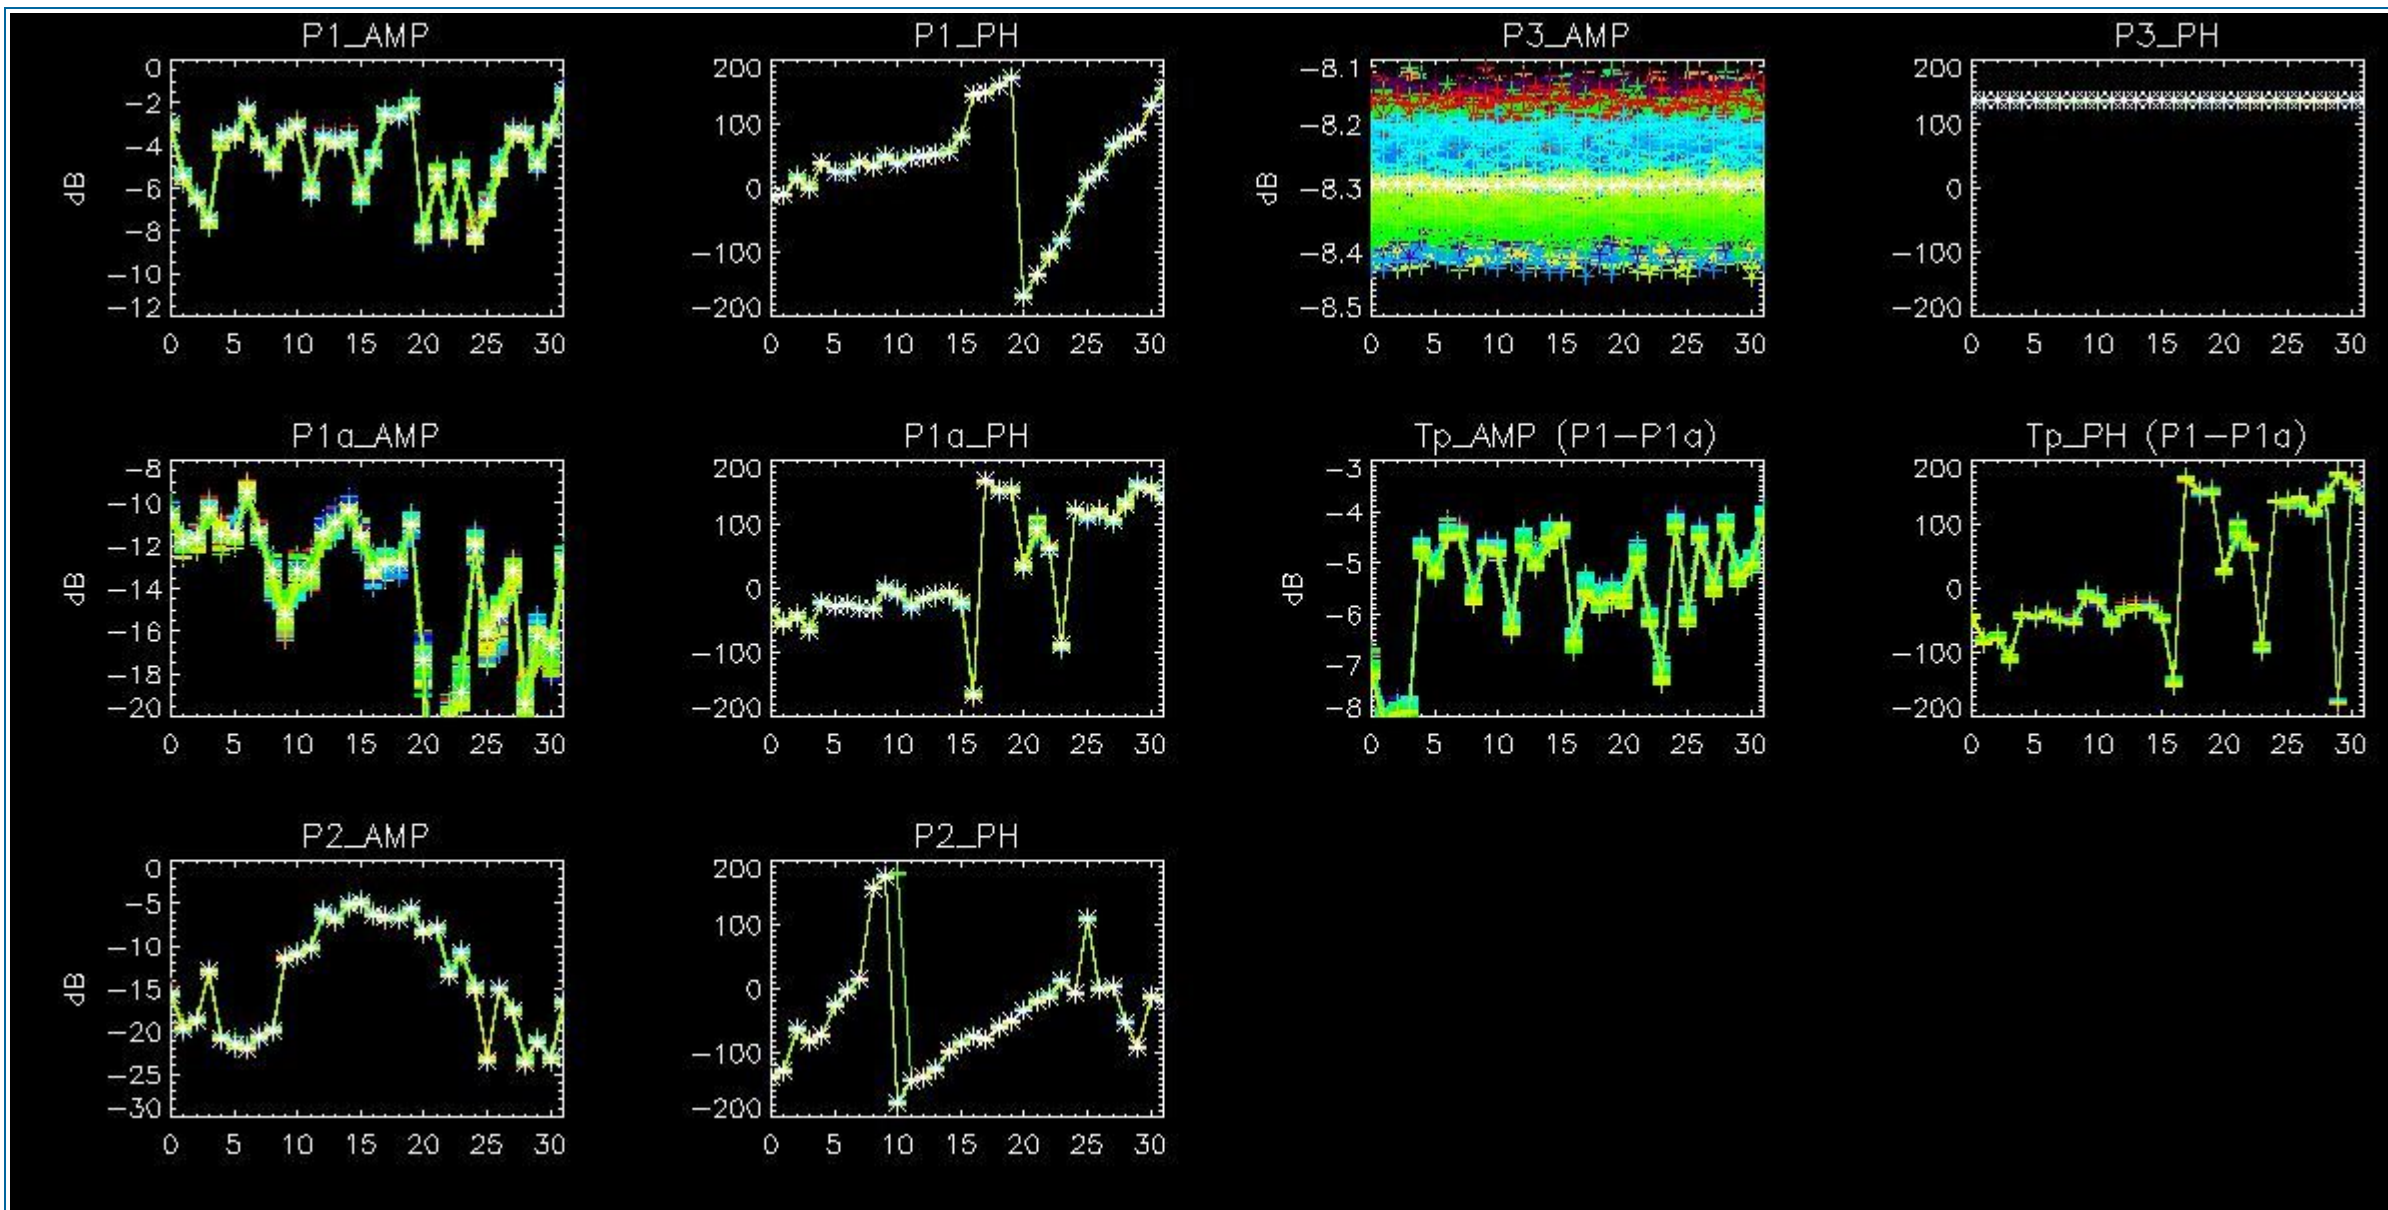 P1_AMP P1_PH P3_AMP P3_PH
0 200 -8.1 200
-2 100 -8.2 100
-4 0 -8.3 0
-6 -100 -8.4 -100
-8 -200 -8.5 -200
-10
-12
dB dB
0 5 10 15 20 25 30 0 5 10 15 20 25 30 0 5 10 15 20 25 30 0 5 10 15 20 25 30
P1a_AMP P1a_PH Tp_AMP (P1-P1a) Tp_PH (P1-P1a)
-8 200 -3 200
-10 100 -4 100
-12 0 -5 0
-14 -100 -6 -100
-16 -200 -7 -200
-18 -8
-20
dB dB
0 5 10 15 20 25 30 0 5 10 15 20 25 30 0 5 10 15 20 25 30 0 5 10 15 20 25 30
P2_AMP P2_PH
0 200
-5 100
-10 0
-15 -100
-20 -200
-25
-30
dB
0 5 10 15 20 25 30 0 5 10 15 20 25 30